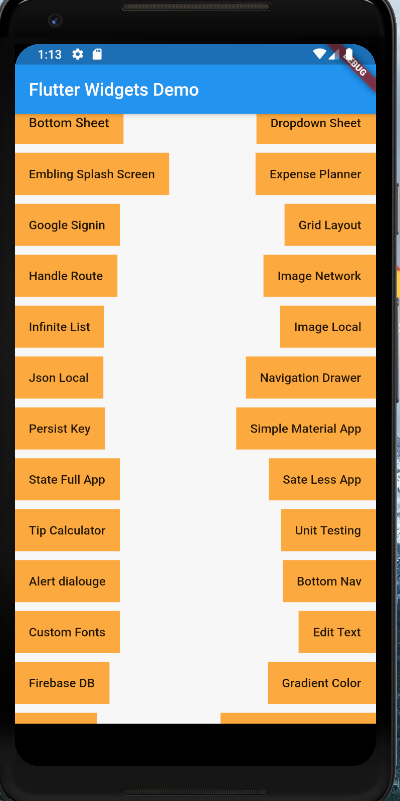 1:13
DEBUG
Flutter Widgets Demo
Bottom Sheet Dropdown Sheet
Embling Splash Screen Expense Planner
Google Signin Grid Layout
Handle Route Image Network
Infinite List Image Local
Json Local Navigation Drawer
Persist Key Simple Material App
State Full App Sate Less App
Tip Calculator Unit Testing
Alert dialouge Bottom Nav
Custom Fonts Edit Text
Firebase DB Gradient Color